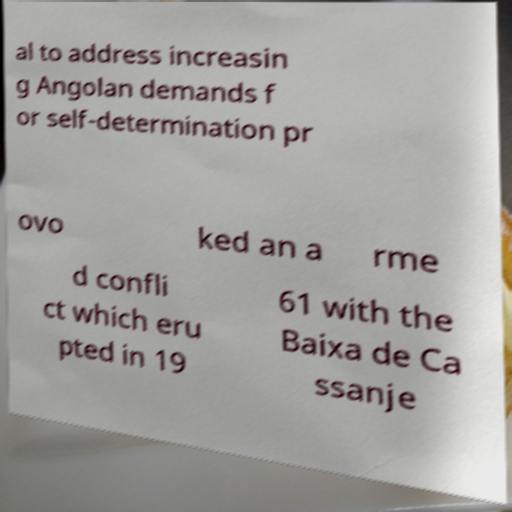 al to address increasin
g Angolan demands f
or self-determination pr
ovo
ked an a
rme
d confli
ct which eru
pted in 19
61 with the
Baixa de Ca
ssanje